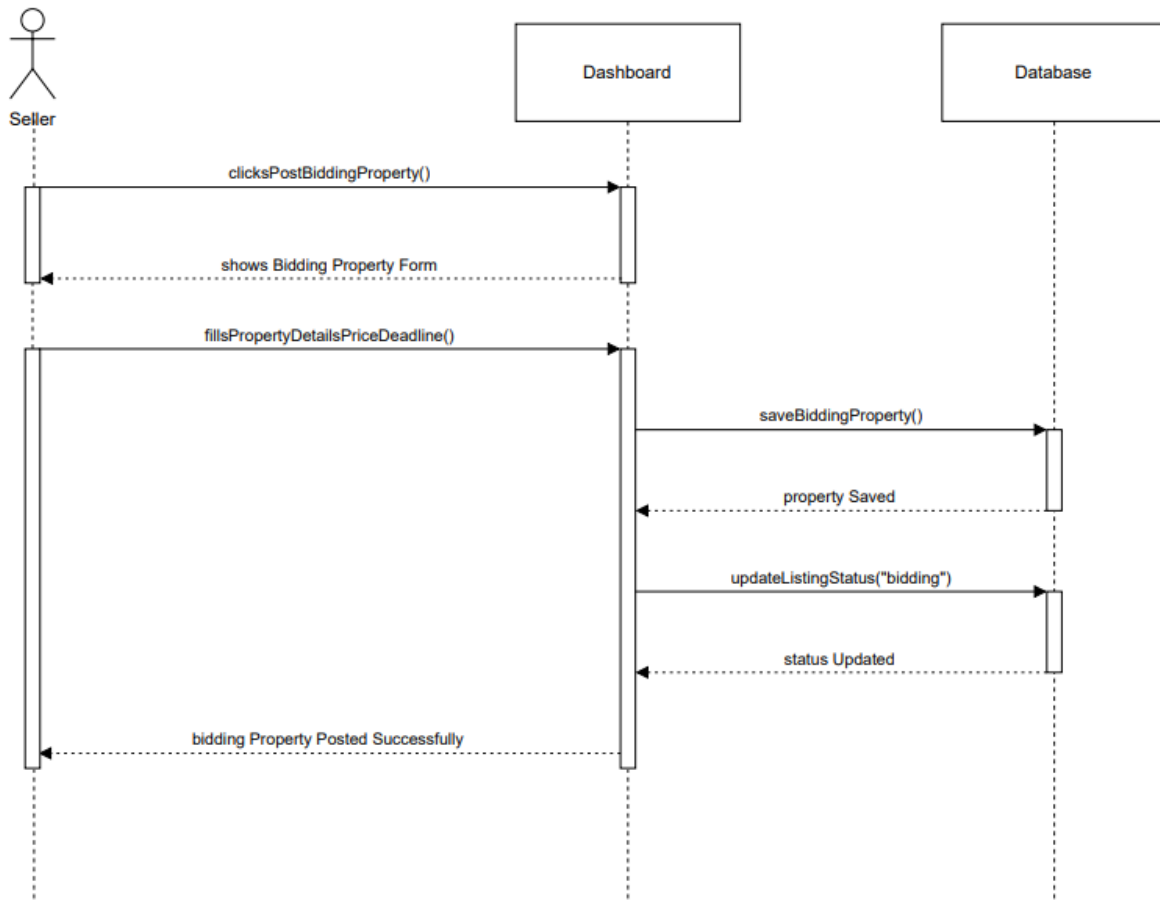 Seller
Dashboard
Database
clicksPostBiddingProperty()
shows Bidding Property Form
fillsPropertyDetailsPriceDeadline()
saveBiddingProperty()
property Saved
updateListingStatus("bidding")
status Updated
bidding Property Posted Successfully